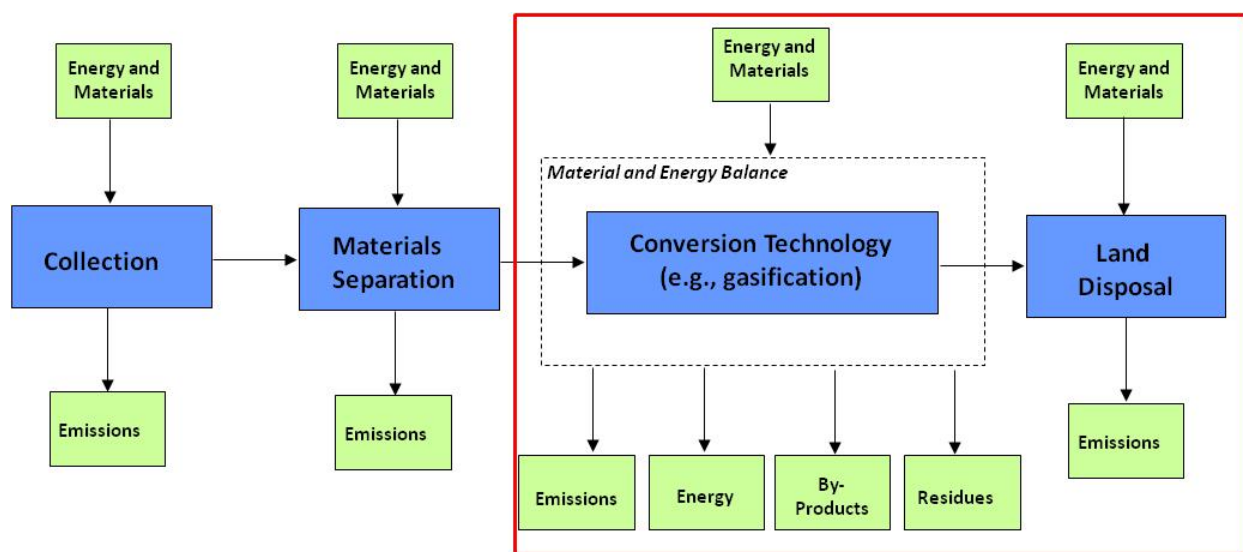 Energy and
Materials
Energy and
Materials
Energy and
Materials
Energy and
Materials
Material and Energy Balance
Collection
Materials
Separation
Conversion Technology
(e.g., gasification)
Land
Disposal
Emissions
Emissions
Emissions
Energy
By-
Products
Residues
Emissions